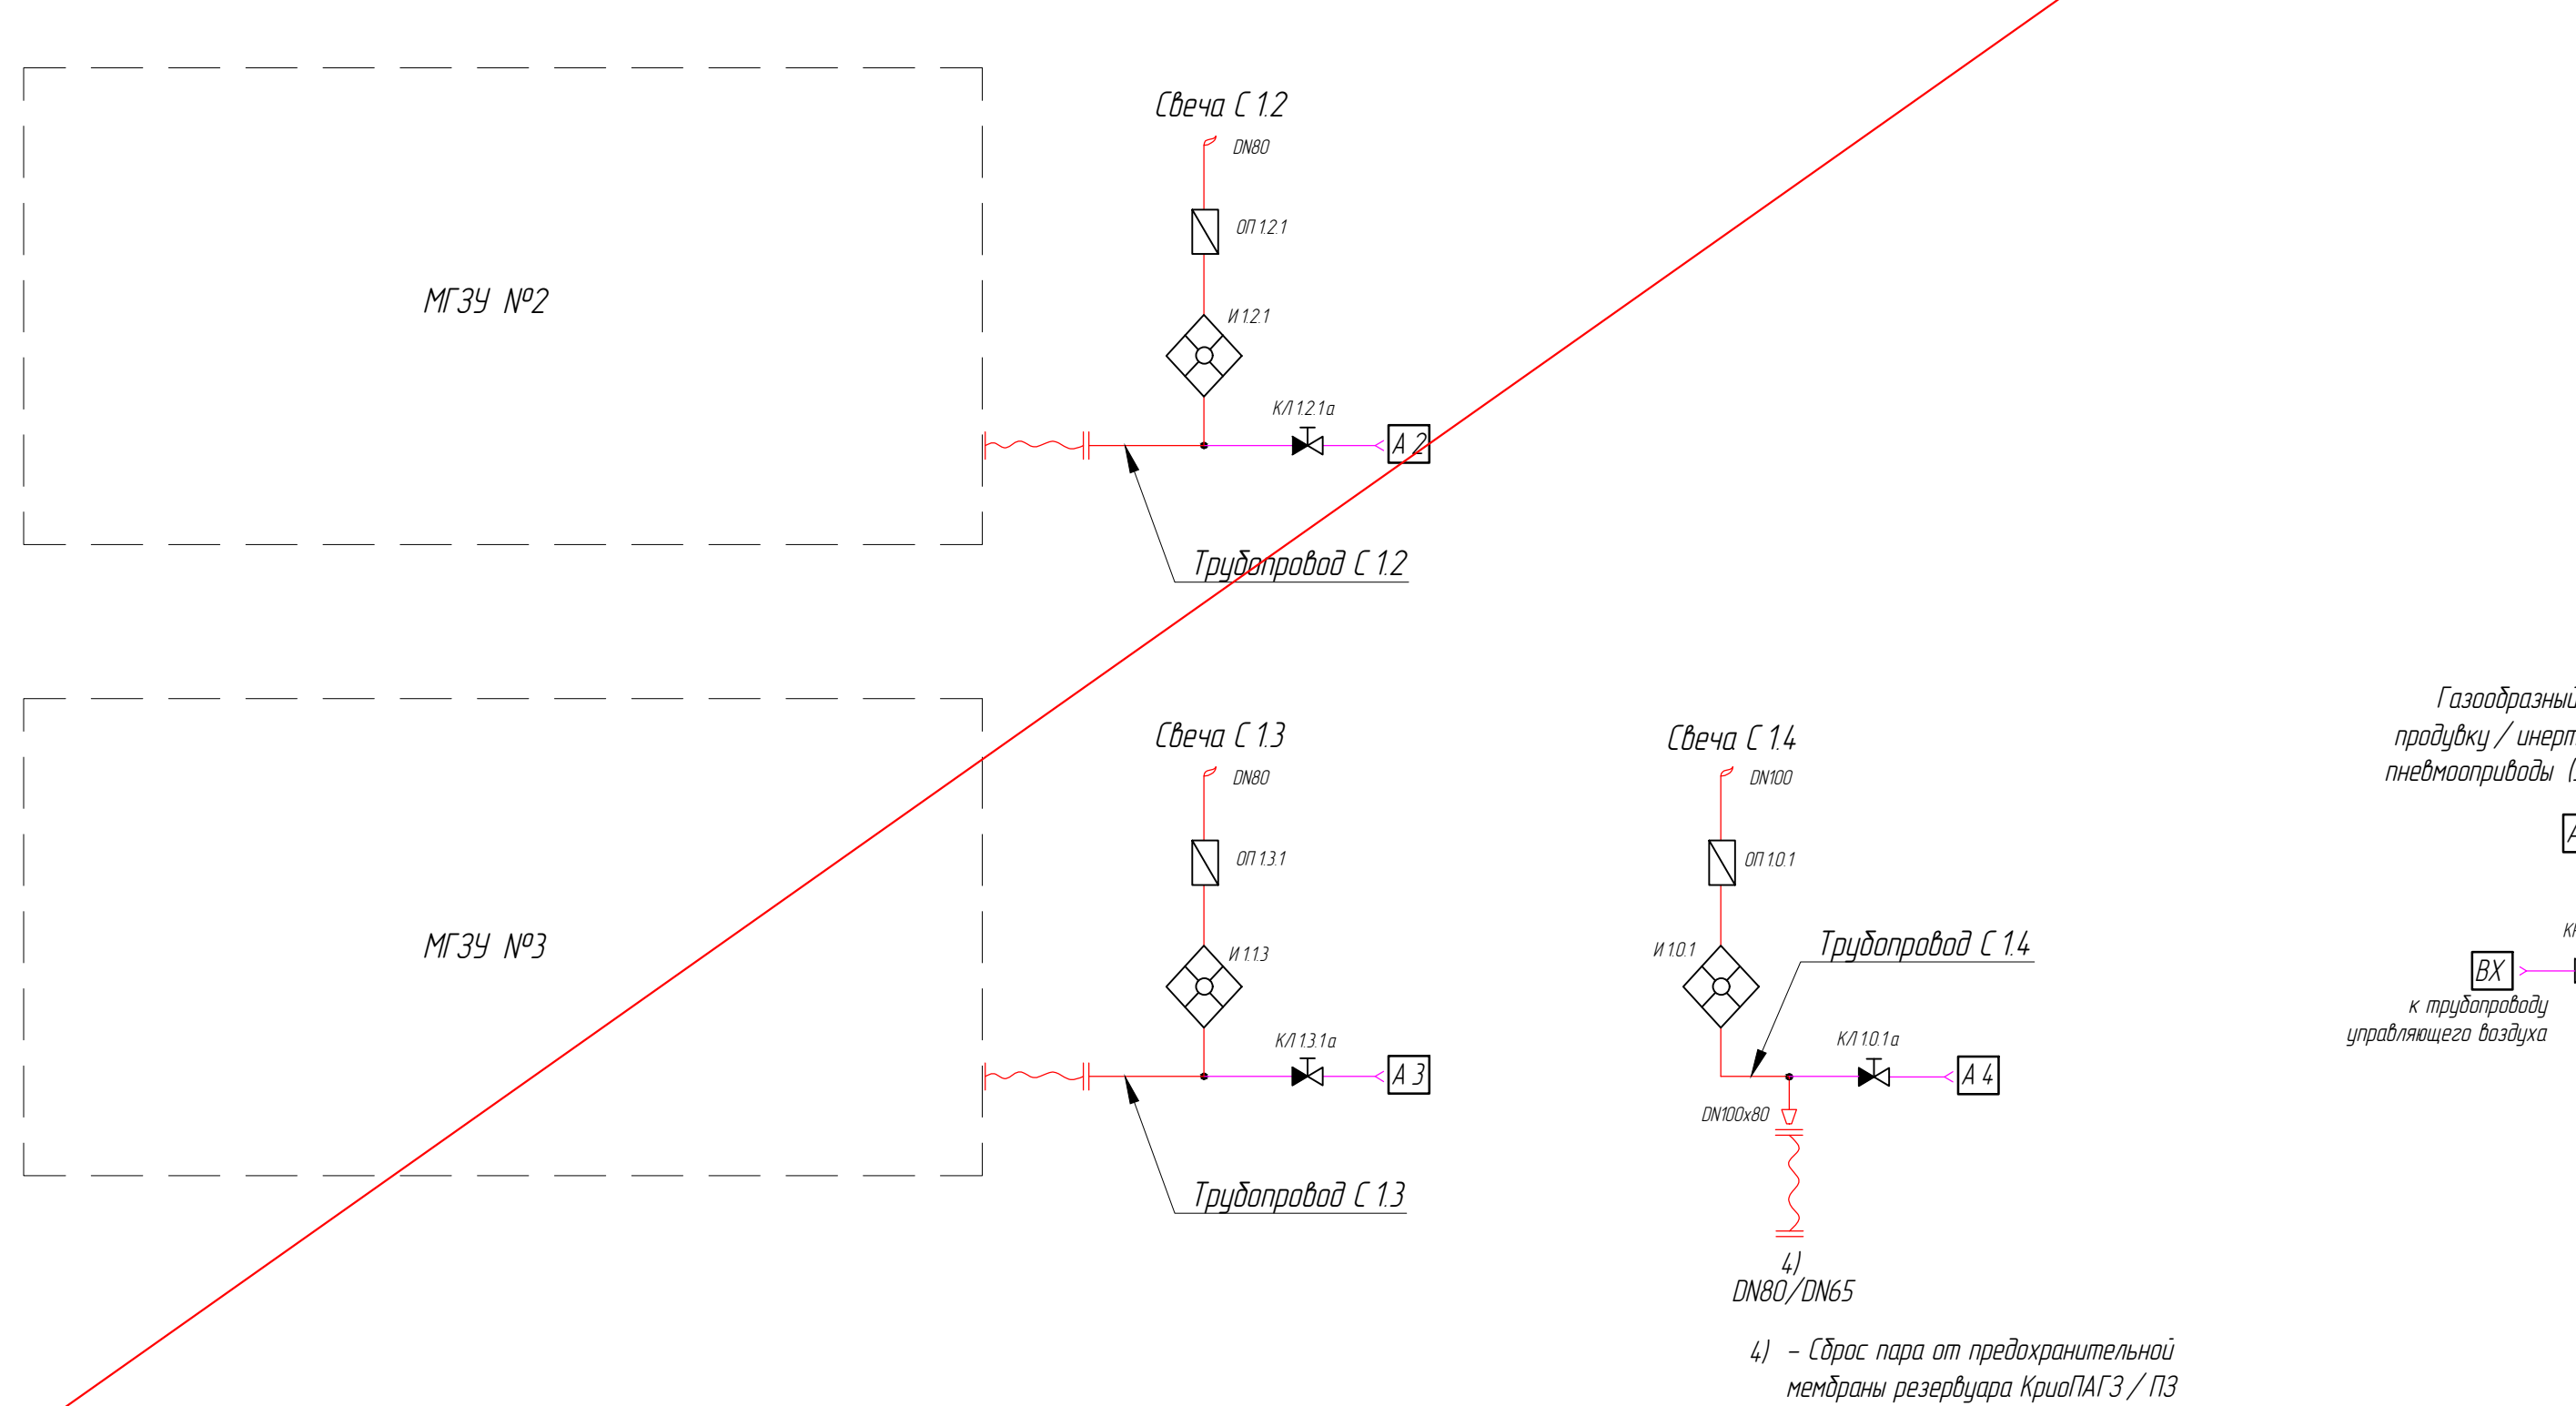 Свеча С 1.2
DN80
ОП 1.2.1
МГЗУ №2
И 1.2.1
КЛ 1.2.1а
А 2
Трубопровод С 1.2
Свеча С 1.3
DN80
ОП 1.3.1
МГЗУ №3
И 1.1.3
КЛ 1.3.1а
А 3
Трубопровод С 1.3
Свеча С 1.4
DN100
ОП 1.0.1
И 1.0.1
Трубопровод С 1.4
КЛ 1.0.1а
А 4
DN100х80
4)
DN80/DN65
4) – Сброс пара от предохранительной
мембраны резервуара КриоПАГЗ / ПЗ
Газообразный
продувку / инерт
пневмооприводы (
А
ВХ
к трубопроводу
управляющего воздуха